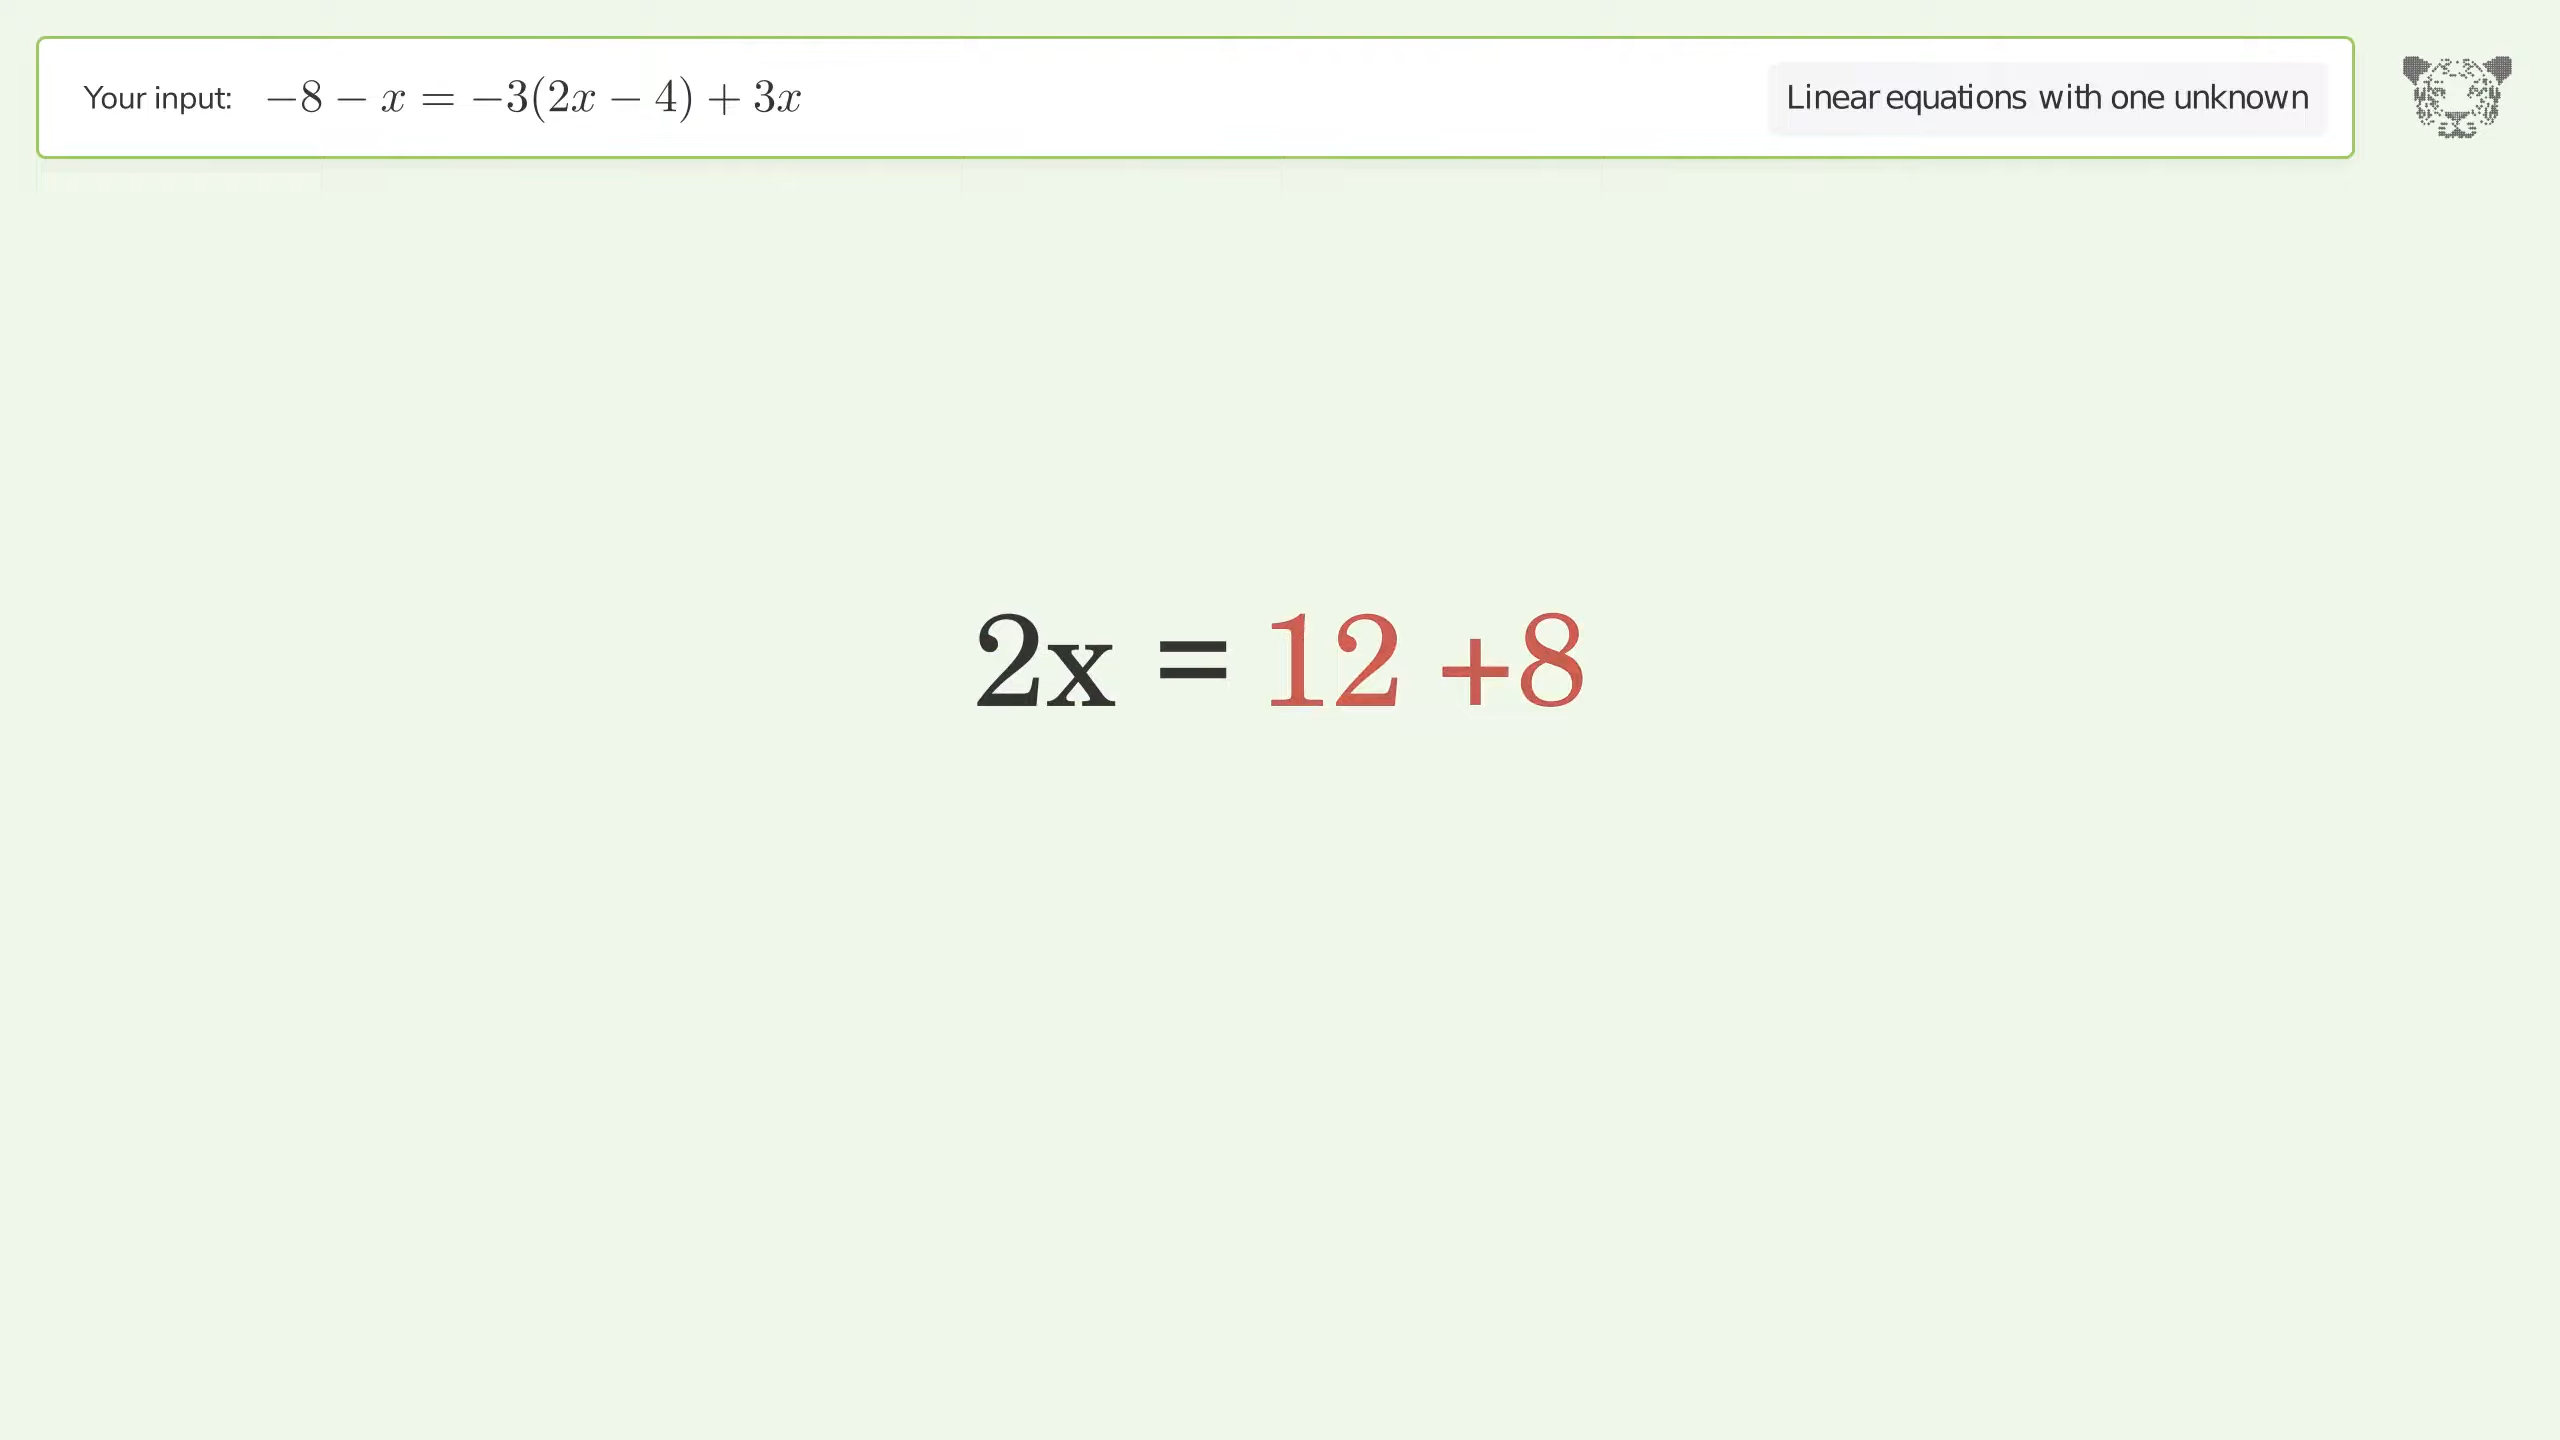 Your input: −8 − x = −3(2x − 4) + 3x
Linear equations with one unknown
2x = 12 +8